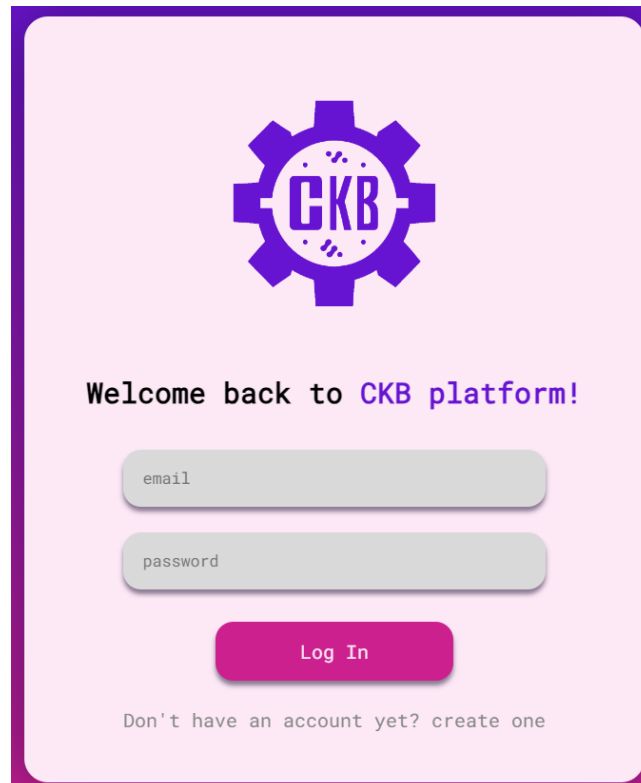 CKB
Welcome back to CKB platform!
email
password
Log In
Don't have an account yet? create one